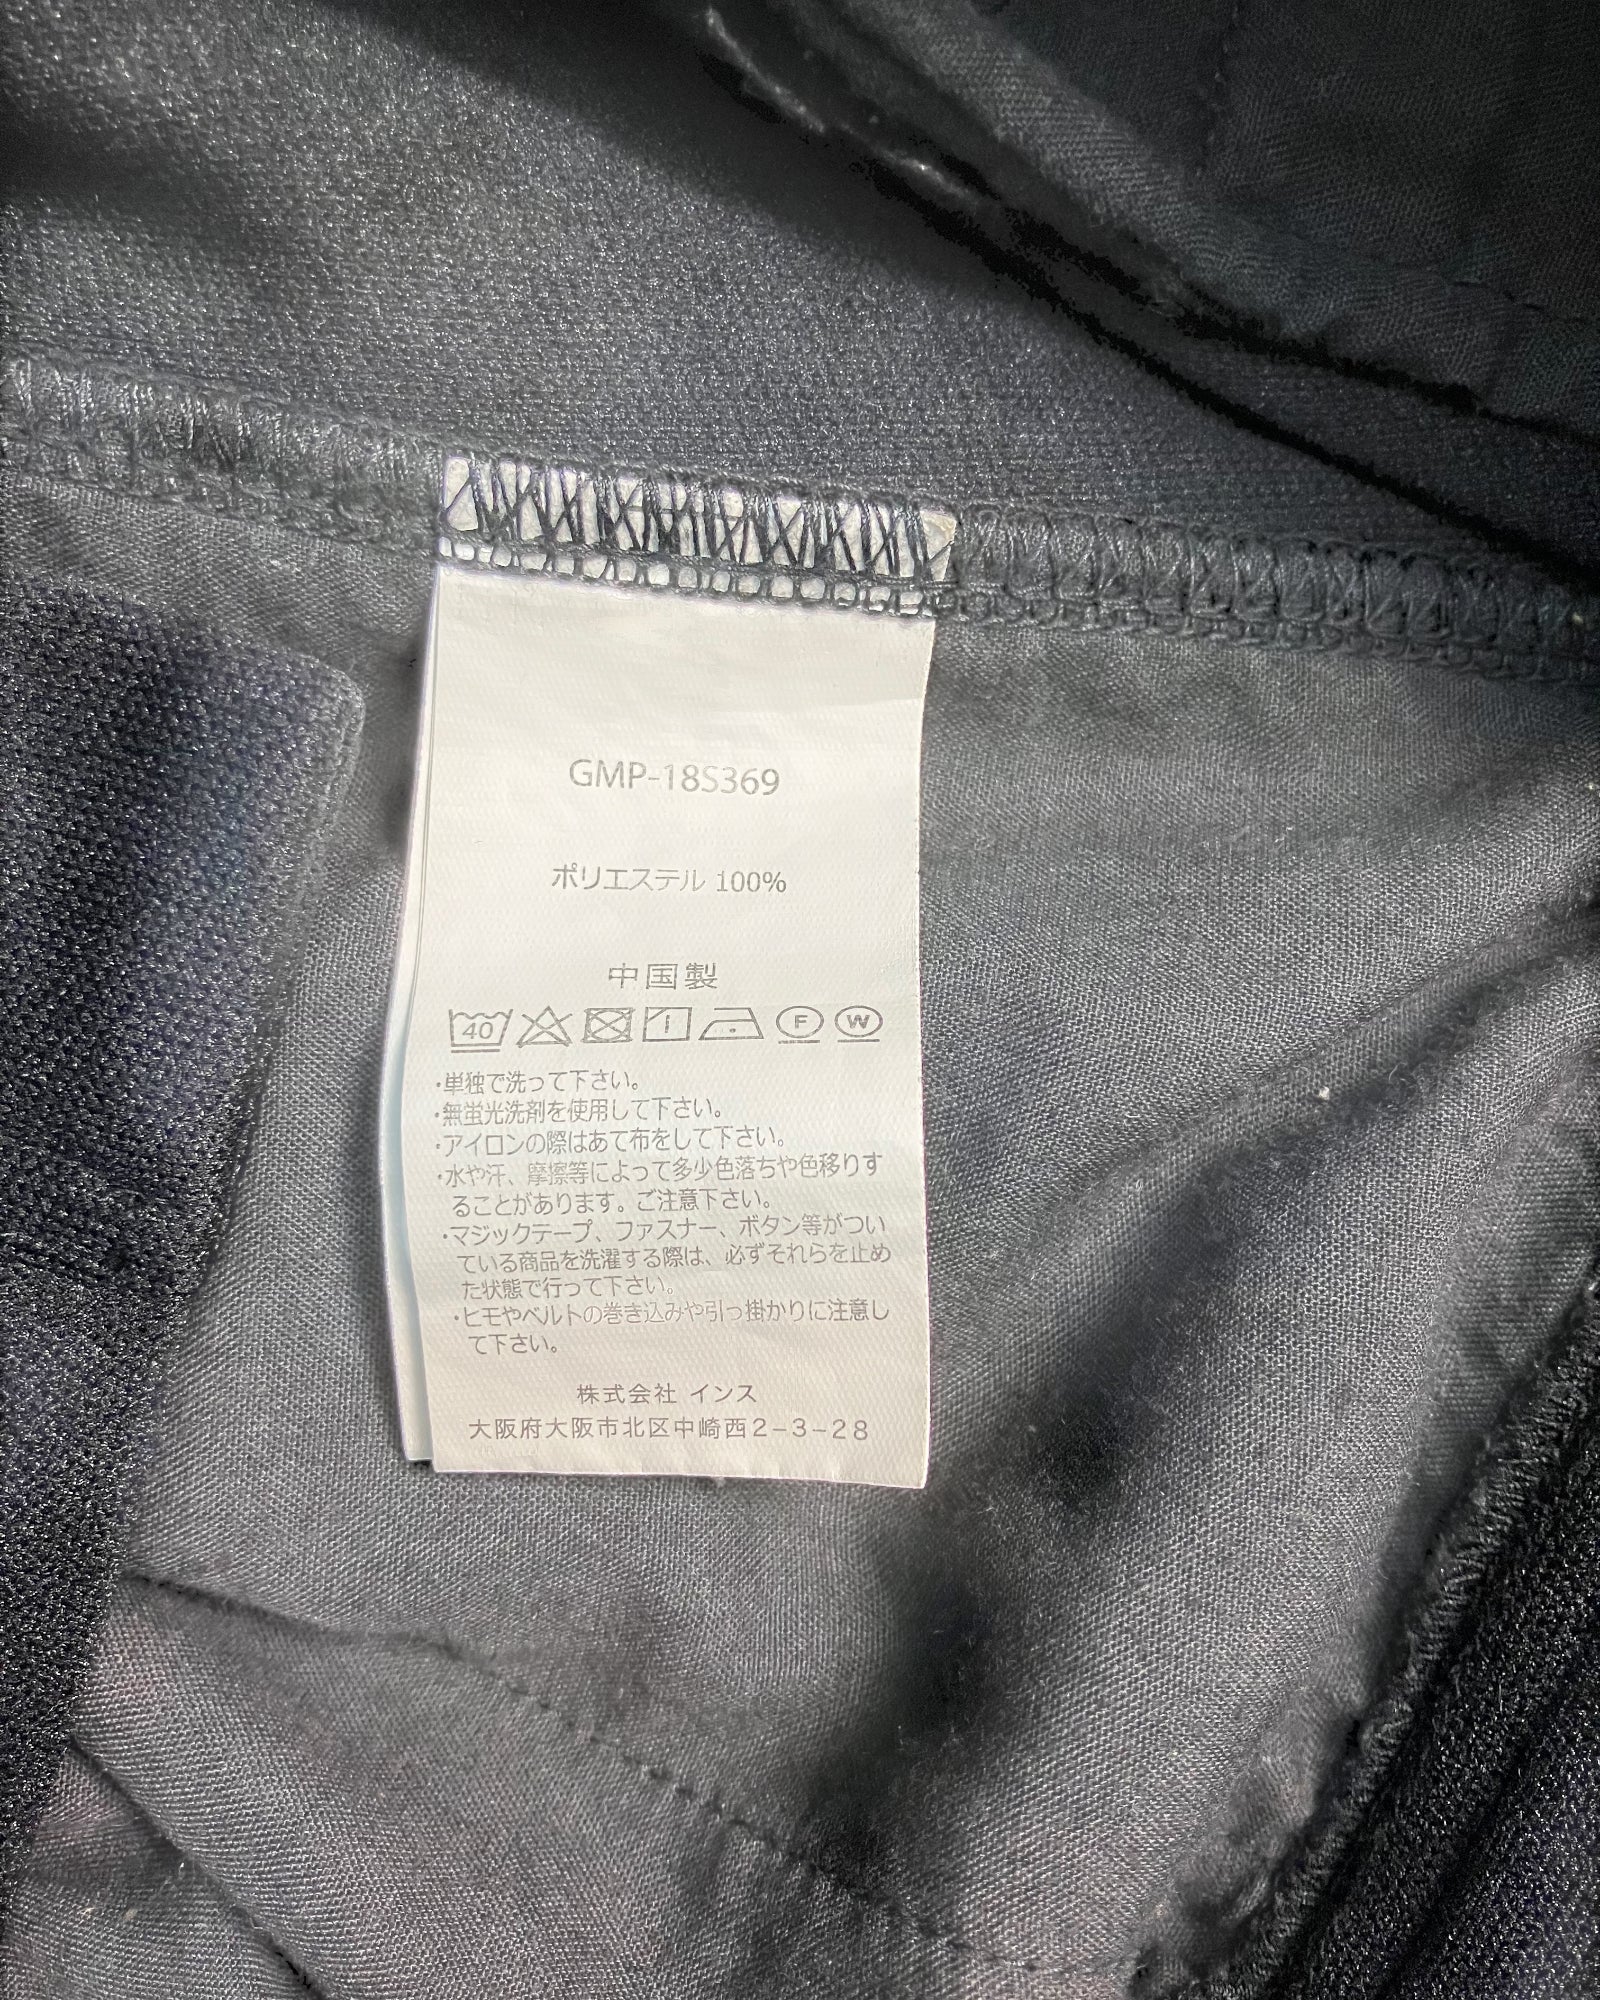 GMP-18S369
ポリエステル 100%
中国製
40 F W
・単独で洗って下さい。
・無蛍光洗剤を使用して下さい。
・アイロンの際はあて布をして下さい。
・水や汗、摩擦等によって多少色落ちや色移りす
ることがあります。ご注意下さい。
・マジックテープ、ファスナー、ボタン等がつい
ている商品を洗濯する際は、必ずそれらを止め
た状態で行って下さい。
・ヒモやベルトの巻き込みや引っ掛かりに注意し
て下さい。
株式会社 インス
大阪府大阪市北区中崎西2-3-28